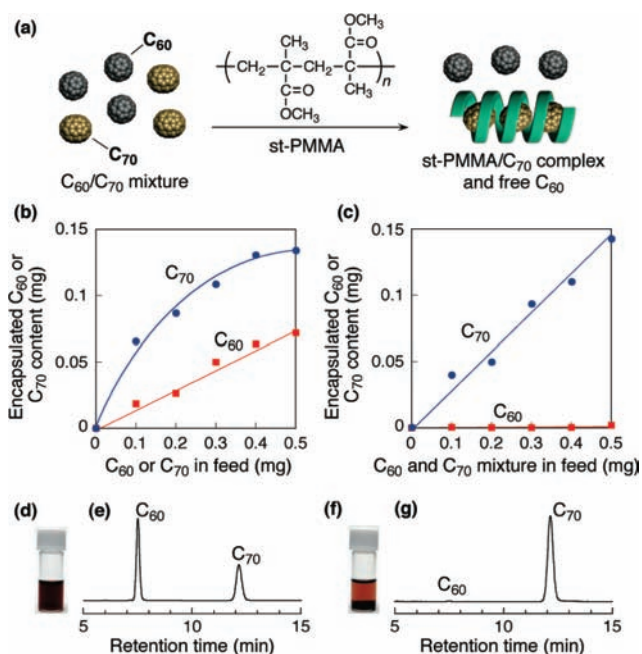 (a)
C60
C70
C60/C70 mixture
CH2
CH3
C
C=O
OCH3
CH2
OCH3
C=O
C
CH3
n
st-PMMA
st-PMMA/C70 complex
and free C60
(b)
Encapsulated C60 or
C70 content (mg)
0.15
0.1
0.05
0
C70
C60
0.1 0.2 0.3 0.4 0.5
C60 or C70 in feed (mg)
(c)
Encapsulated C60 or
C70 content (mg)
0.15
0.1
0.05
0
C70
C60
0.1 0.2 0.3 0.4 0.5
C60 and C70 mixture in feed (mg)
(d)
(e)
C60
C70
5 10 15
Retention time (min)
(f)
(g)
C60
C70
5 10 15
Retention time (min)